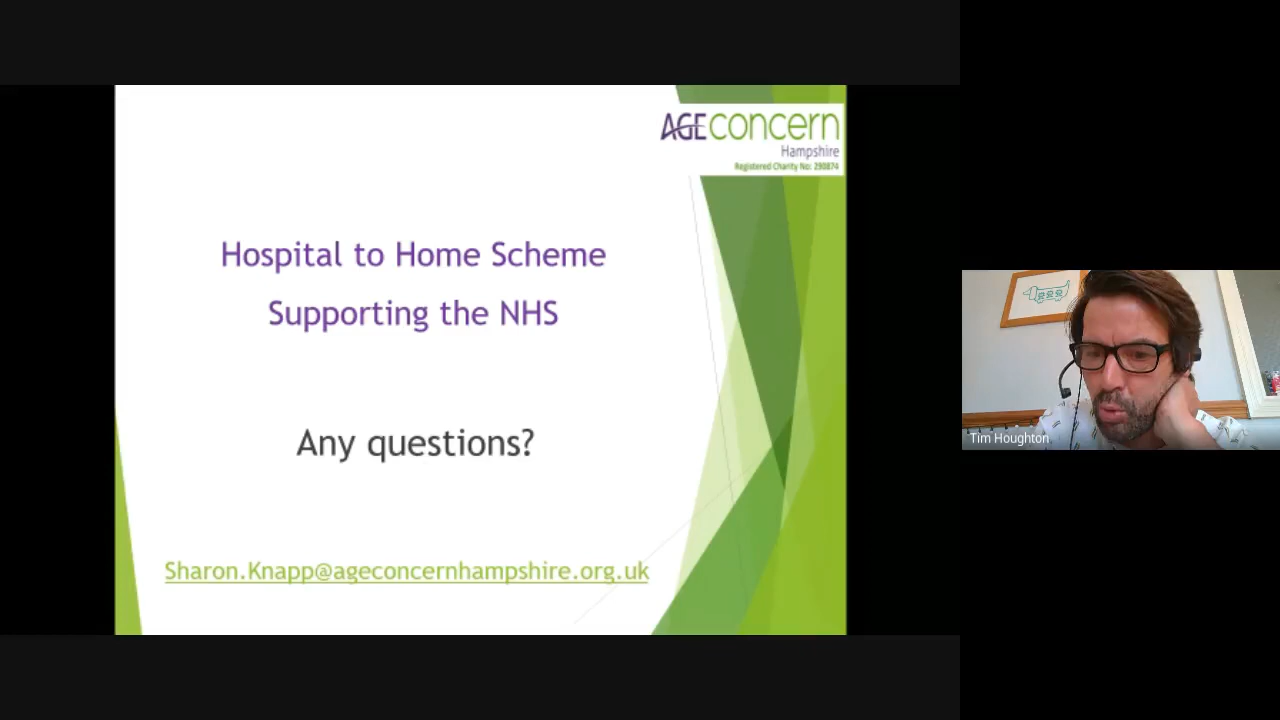 AGEconcern
Hampshire
Registered Charity No: 290874
Hospital to Home Scheme
Supporting the NHS
Any questions?
Sharon.Knapp@ageconcernhampshire.org.uk
Tim Houghton